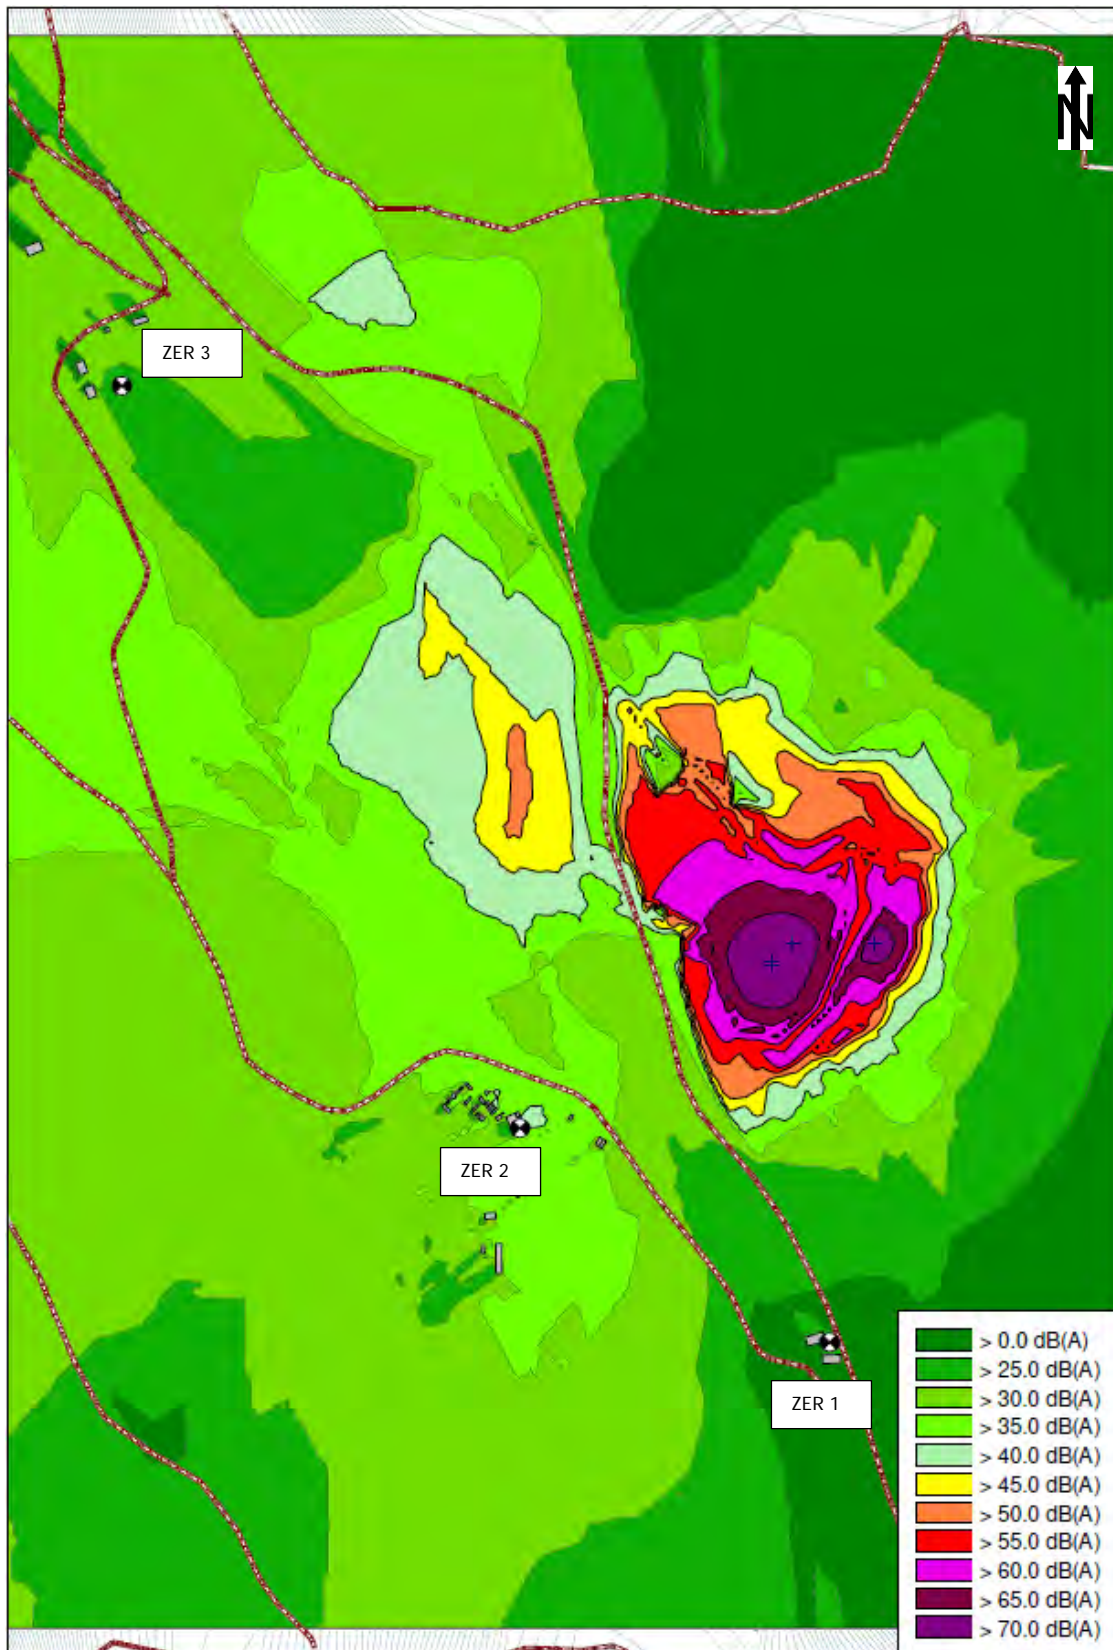 N
ZER 3
ZER 2
ZER 1
> 0.0 dB(A)
> 25.0 dB(A)
> 30.0 dB(A)
> 35.0 dB(A)
> 40.0 dB(A)
> 45.0 dB(A)
> 50.0 dB(A)
> 55.0 dB(A)
> 60.0 dB(A)
> 65.0 dB(A)
> 70.0 dB(A)